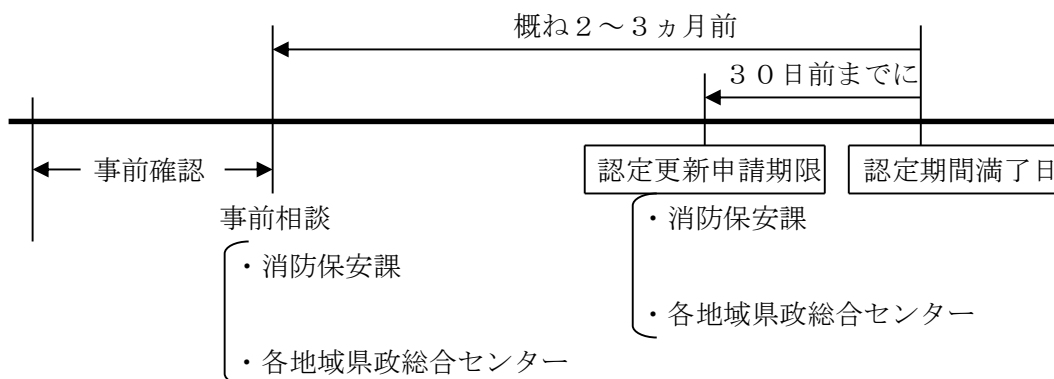 概ね２～３ヵ月前
３０日前までに
事前確認
認定更新申請期限
認定期間満了日
事前相談
・消防保安課
・各地域県政総合センター
・消防保安課
・各地域県政総合センター